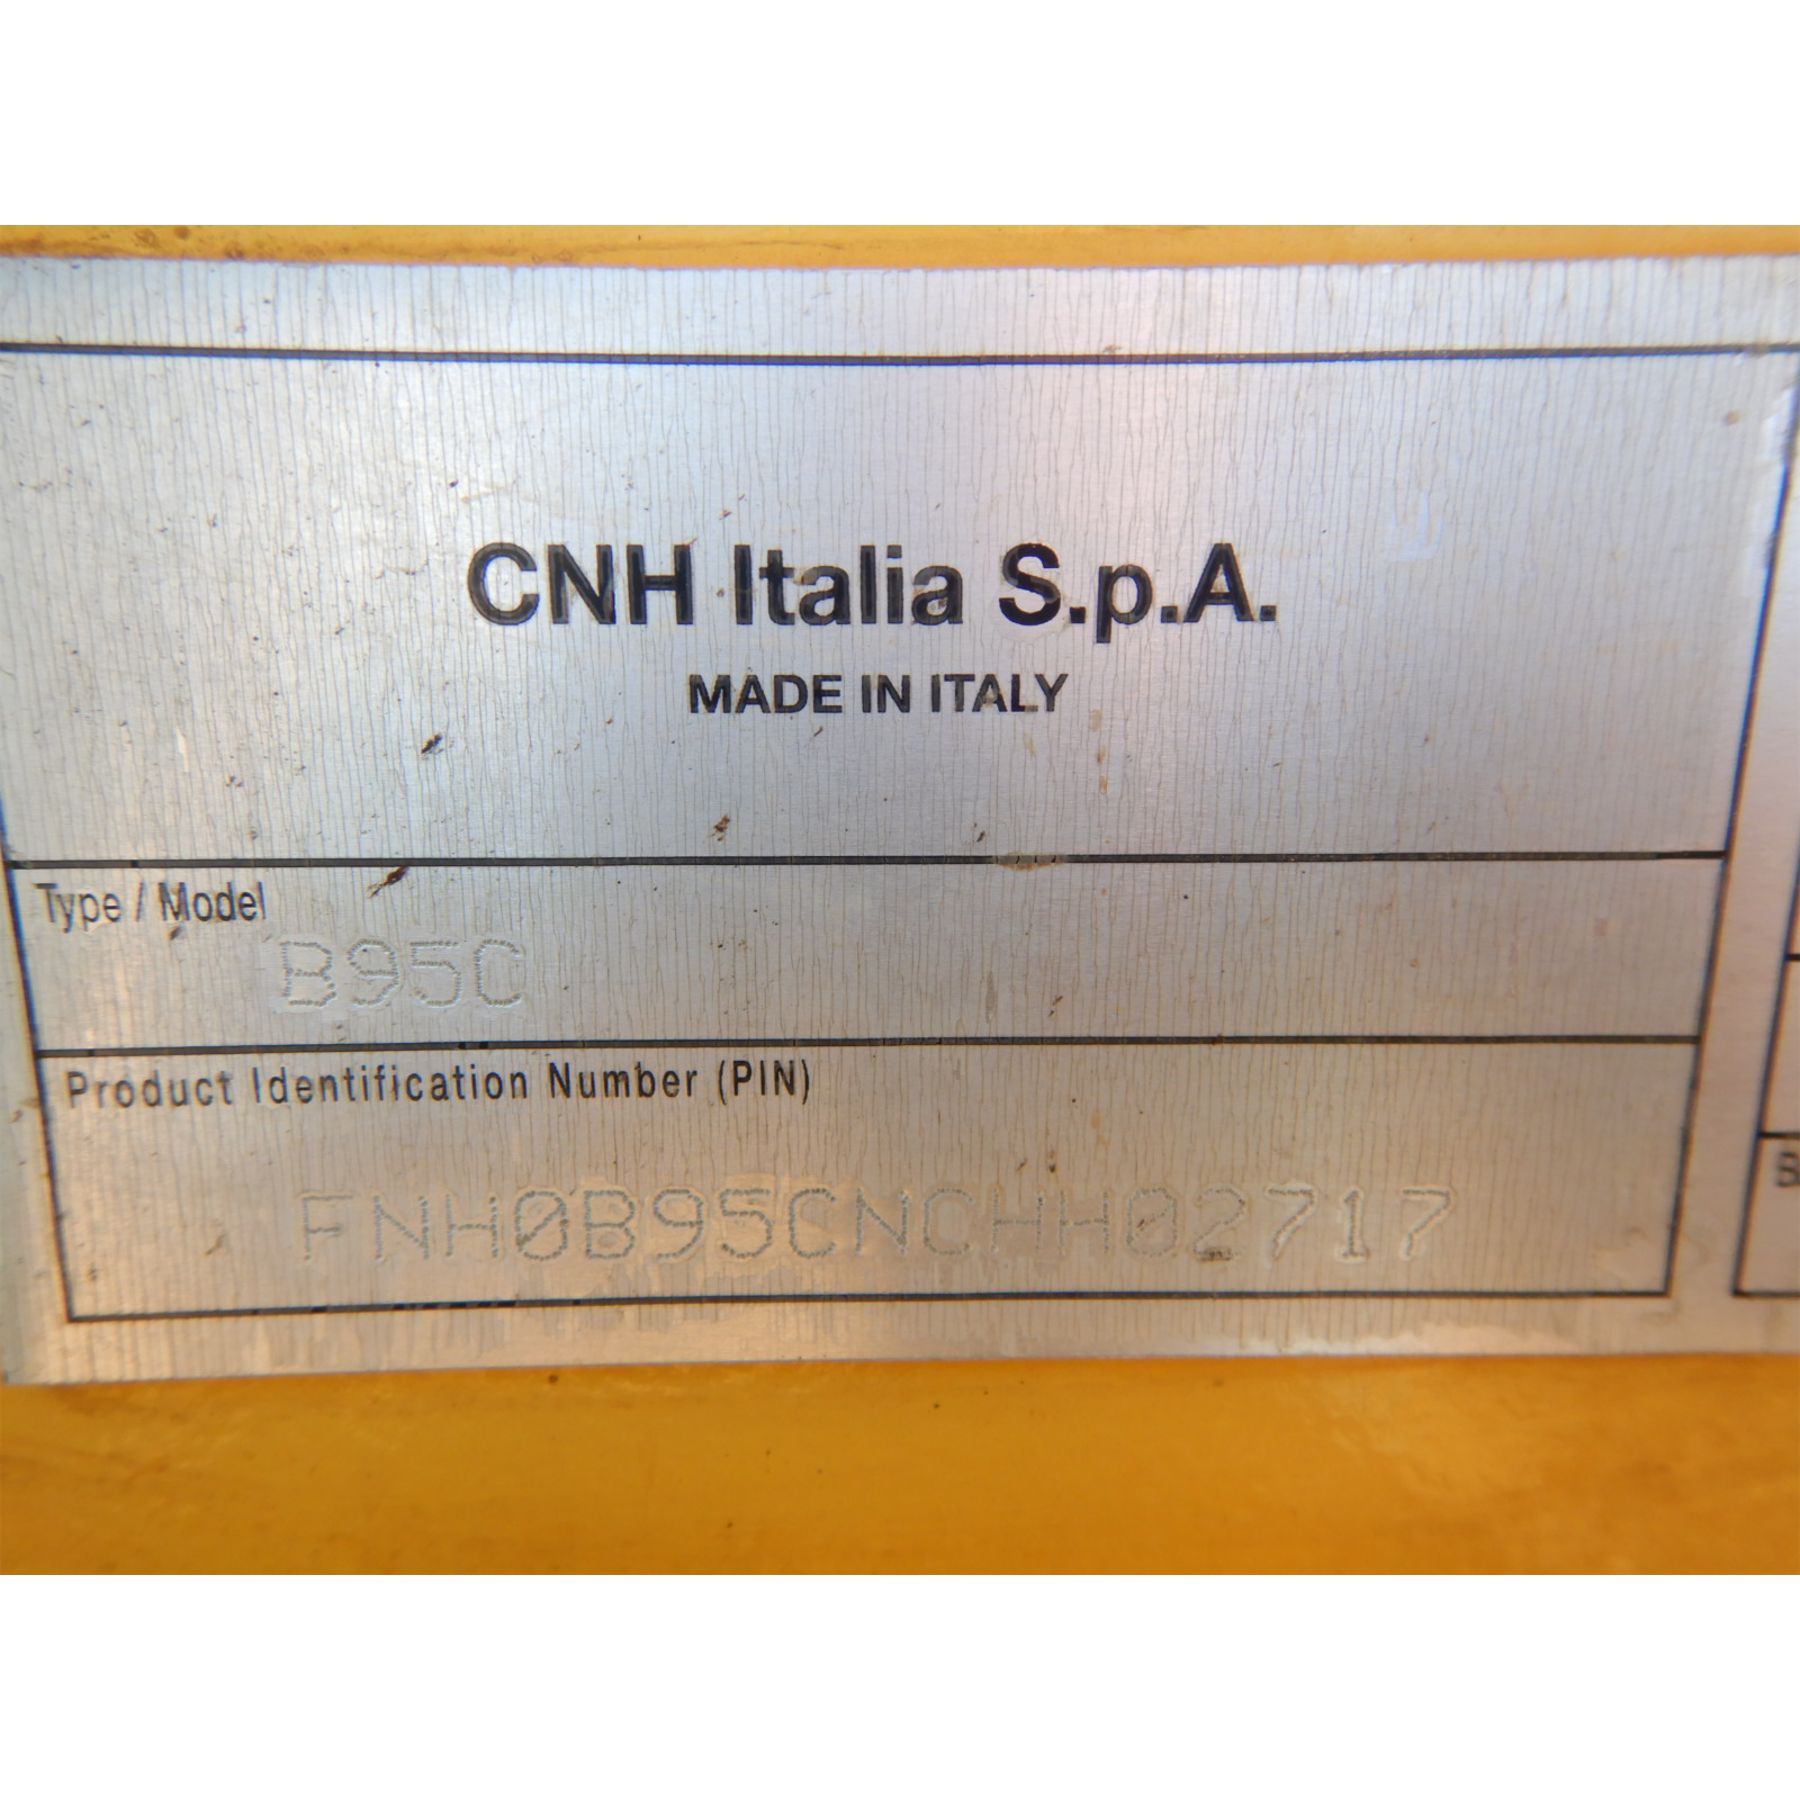 CNH Italia S.p.A.
MADE IN ITALY
Type / Model
B95C
Product Identification Number (PIN)
FNH0B95CNCHH02717